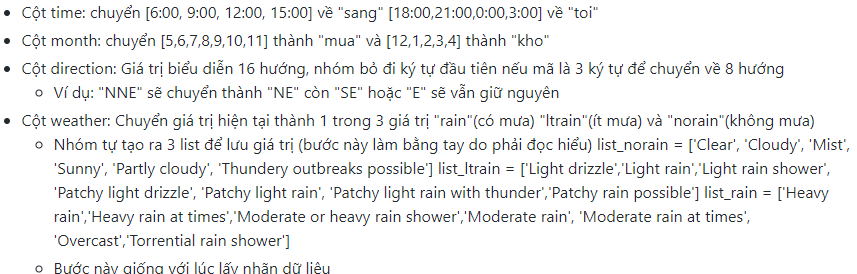 • Cột time: chuyển [6:00, 9:00, 12:00, 15:00] về "sang" [18:00,21:00,0:00,3:00] về "toi"
• Cột month: chuyển [5,6,7,8,9,10,11] thành "mua" và [12,1,2,3,4] thành "kho"
• Cột direction: Giá trị biểu diễn 16 hướng, nhóm bỏ đi ký tự đầu tiên nếu mã là 3 ký tự để chuyển về 8 hướng
◦ Ví dụ: "NNE" sẽ chuyển thành "NE" còn "SE" hoặc "E" sẽ vẫn giữ nguyên
• Cột weather: Chuyển giá trị hiện tại thành 1 trong 3 giá trị "rain"(có mưa) "ltrain"(ít mưa) và "norain"(không mưa)
◦ Nhóm tự tạo ra 3 list để lưu giá trị (bước này làm bằng tay do phải đọc hiểu) list_norain = ['Clear', 'Cloudy', 'Mist',
'Sunny', 'Partly cloudy', 'Thundery outbreaks possible'] list_ltrain = ['Light drizzle','Light rain','Light rain shower',
'Patchy light drizzle', 'Patchy light rain', 'Patchy light rain with thunder','Patchy rain possible'] list_rain = ['Heavy
rain','Heavy rain at times','Moderate or heavy rain shower','Moderate rain', 'Moderate rain at times',
'Overcast','Torrential rain shower']
◦ Bước này giống với lúc lấy nhãn dữ liệu